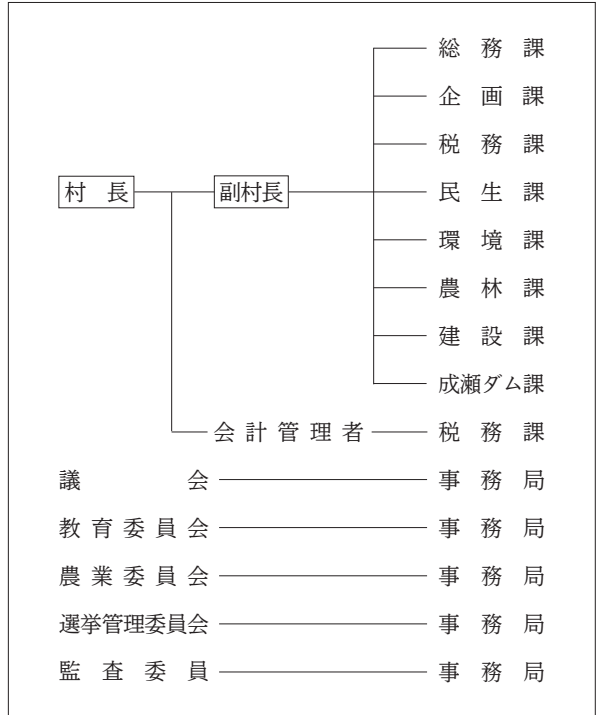 総務課
企画課
税務課
村長 副村長 民生課
環境課
農林課
建設課
成瀬ダム課
会計管理者 税務課
議会 事務局
教育委員会 事務局
農業委員会 事務局
選挙管理委員会 事務局
監査委員 事務局